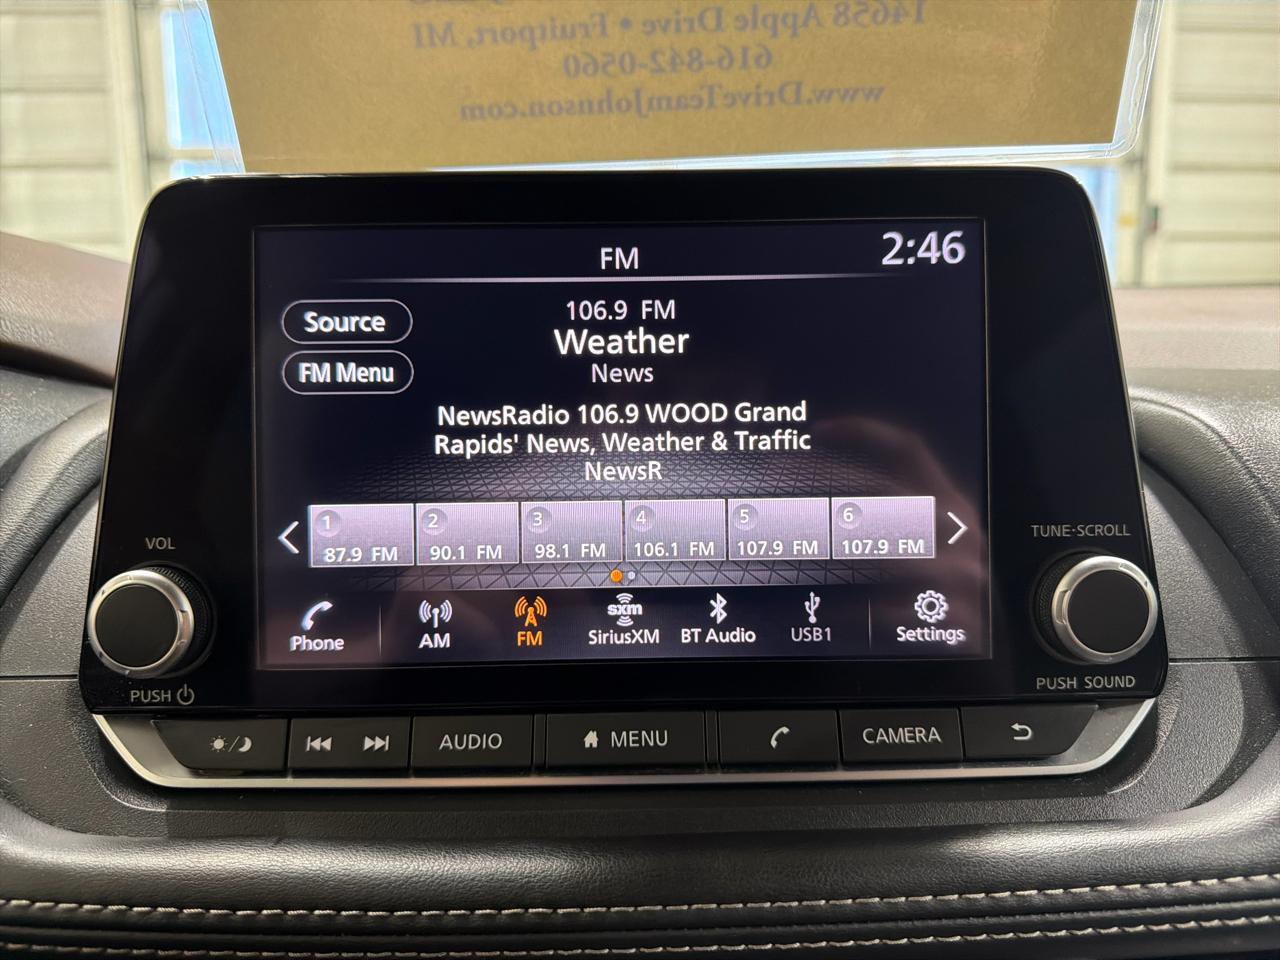 14658 Apple Drive • Fruitport, MI
616-842-0560
www.DriveTeamJohnson.com
FM
2:46
Source
106.9 FM
Weather
FM Menu
News
NewsRadio 106.9 WOOD Grand
Rapids' News, Weather & Traffic
NewsR
1 2 3 4 5 6
87.9 FM 90.1 FM 98.1 FM 106.1 FM 107.9 FM 107.9 FM
VOL
TUNE·SCROLL
sxm
Phone AM FM SiriusXM BT Audio USB1 Settings
PUSH
PUSH SOUND
AUDIO MENU CAMERA